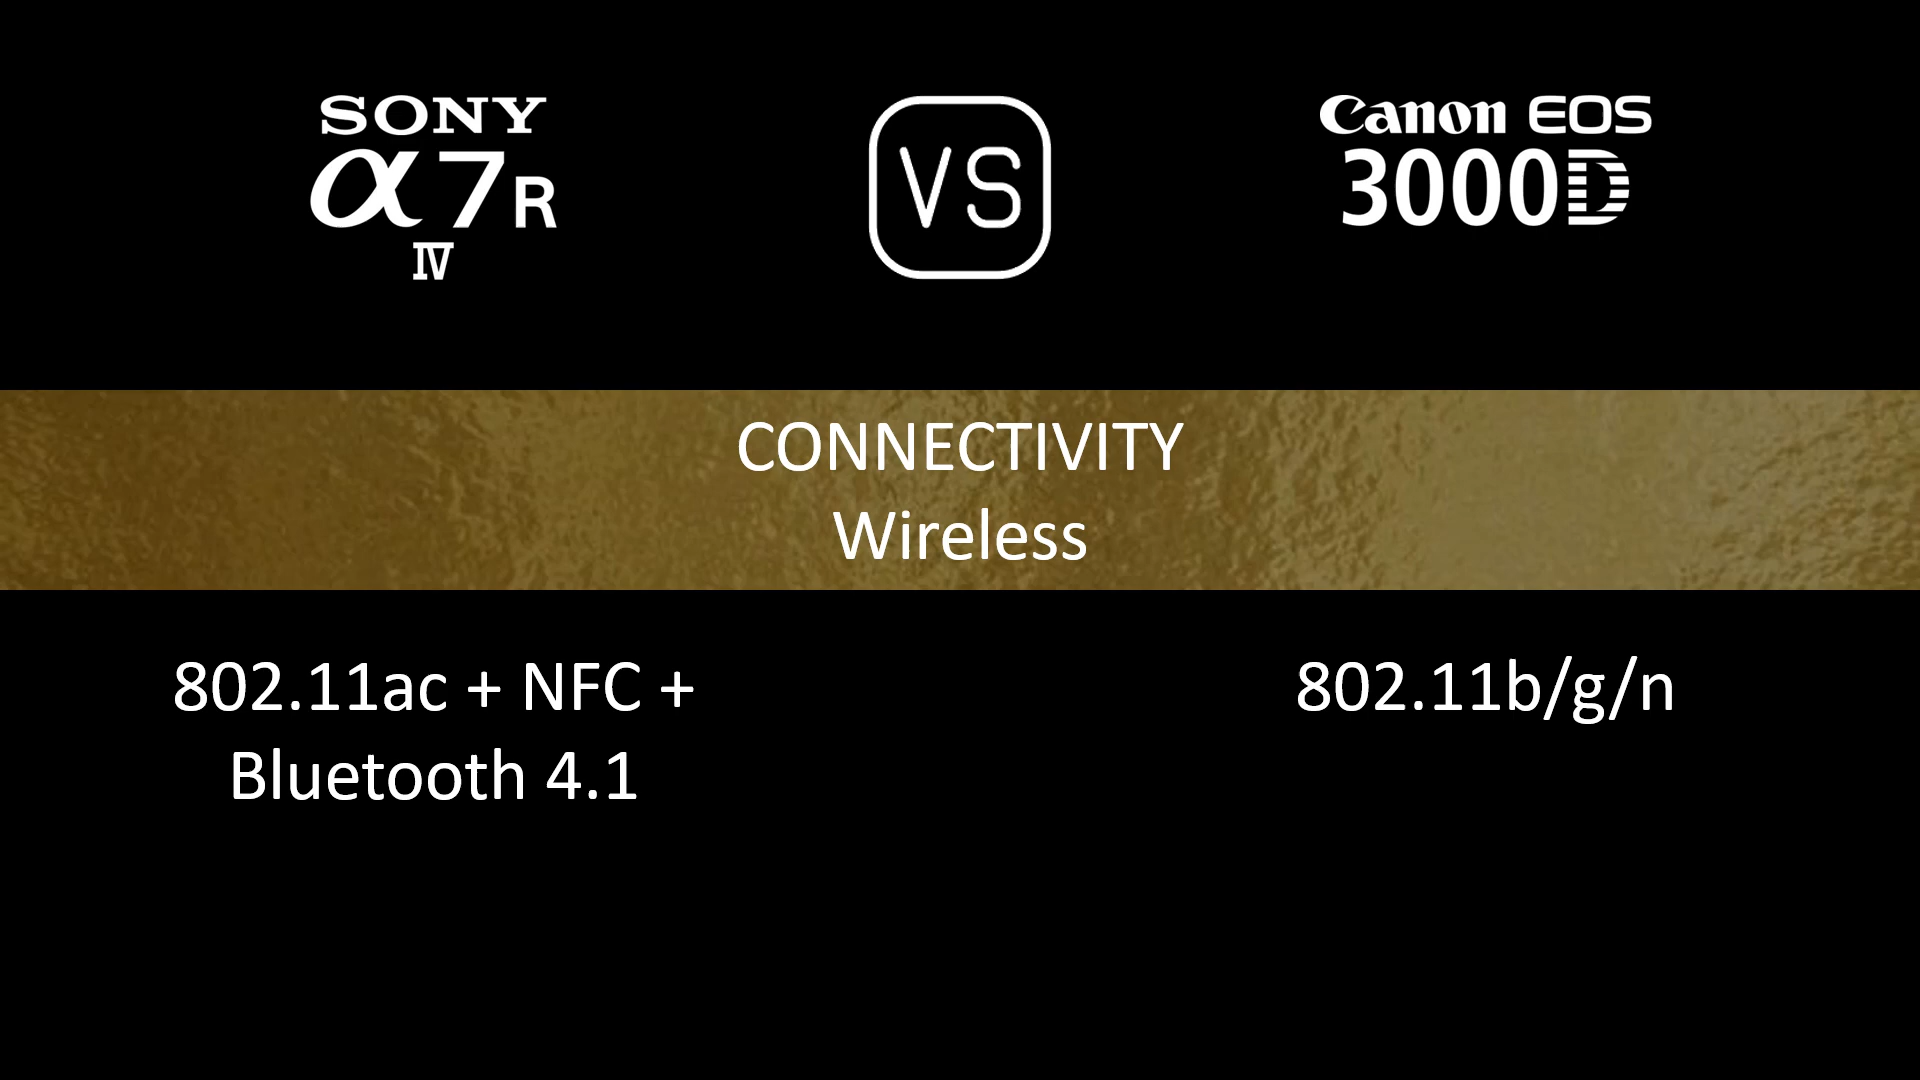 SONY
α7R
IV
VS
Canon EOS
3000D
CONNECTIVITY
Wireless
802.11ac + NFC +
Bluetooth 4.1
802.11b/g/n